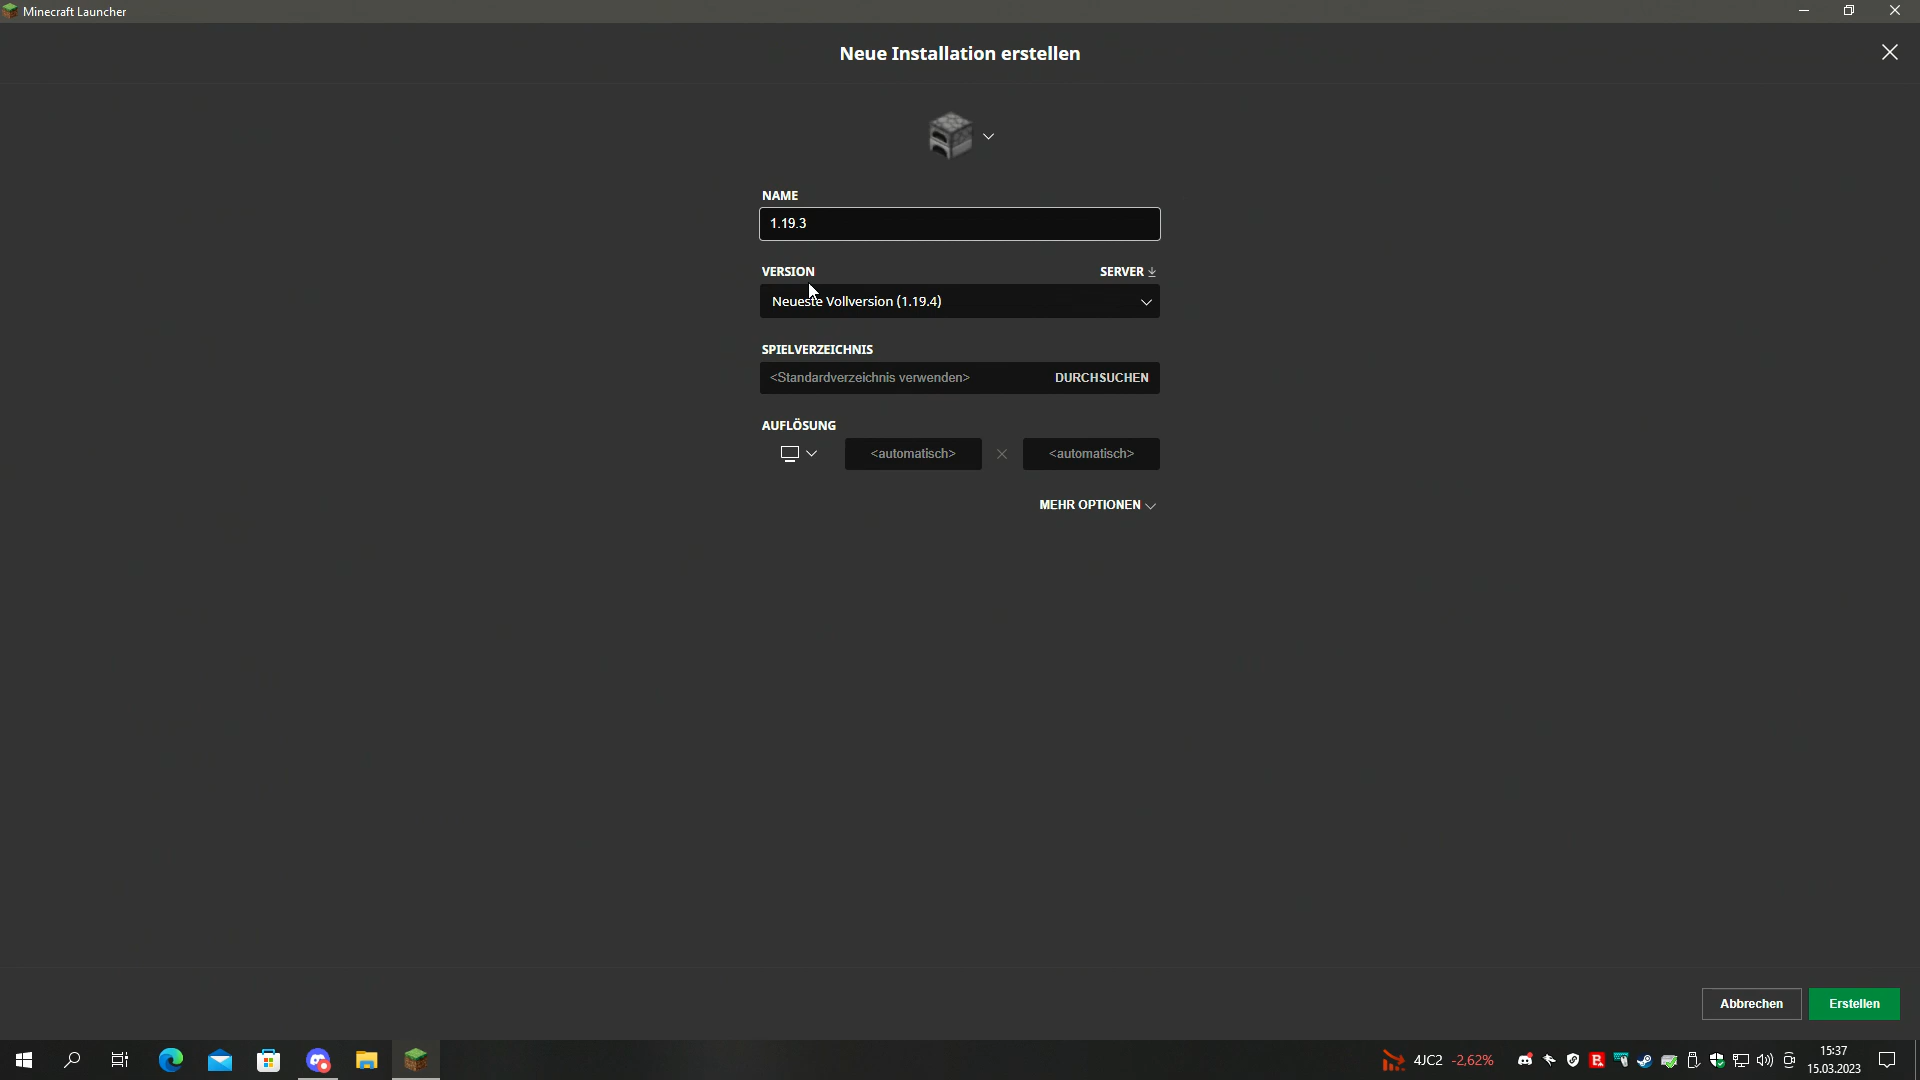 Minecraft Launcher
Neue Installation erstellen
NAME
1.19.3
VERSION
SERVER
Neueste Vollversion (1.19.4)
SPIELVERZEICHNIS
<Standardverzeichnis verwenden>
DURCHSUCHEN
AUFLÖSUNG
<automatisch>
<automatisch>
MEHR OPTIONEN
Abbrechen
Erstellen
4JC2 -2,62%
15:37
15.03.2023